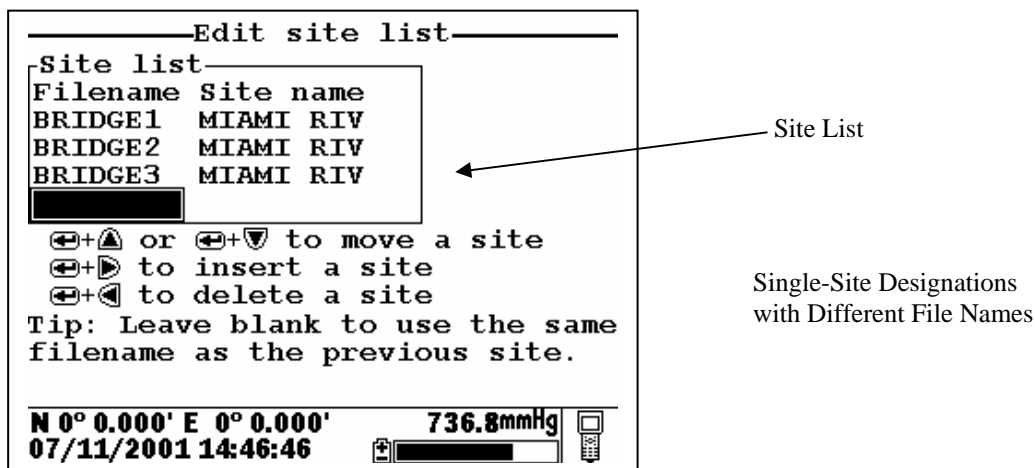 Edit site list
Site list
Filename Site name
BRIDGE1 MIAMI RIV
BRIDGE2 MIAMI RIV
BRIDGE3 MIAMI RIV
+ or + to move a site
+ to insert a site
+ to delete a site
Tip: Leave blank to use the same
filename as the previous site.
N 0° 0.000' E 0° 0.000' 736.8mmHg
07/11/2001 14:46:46
Site List
Single-Site Designations
with Different File Names